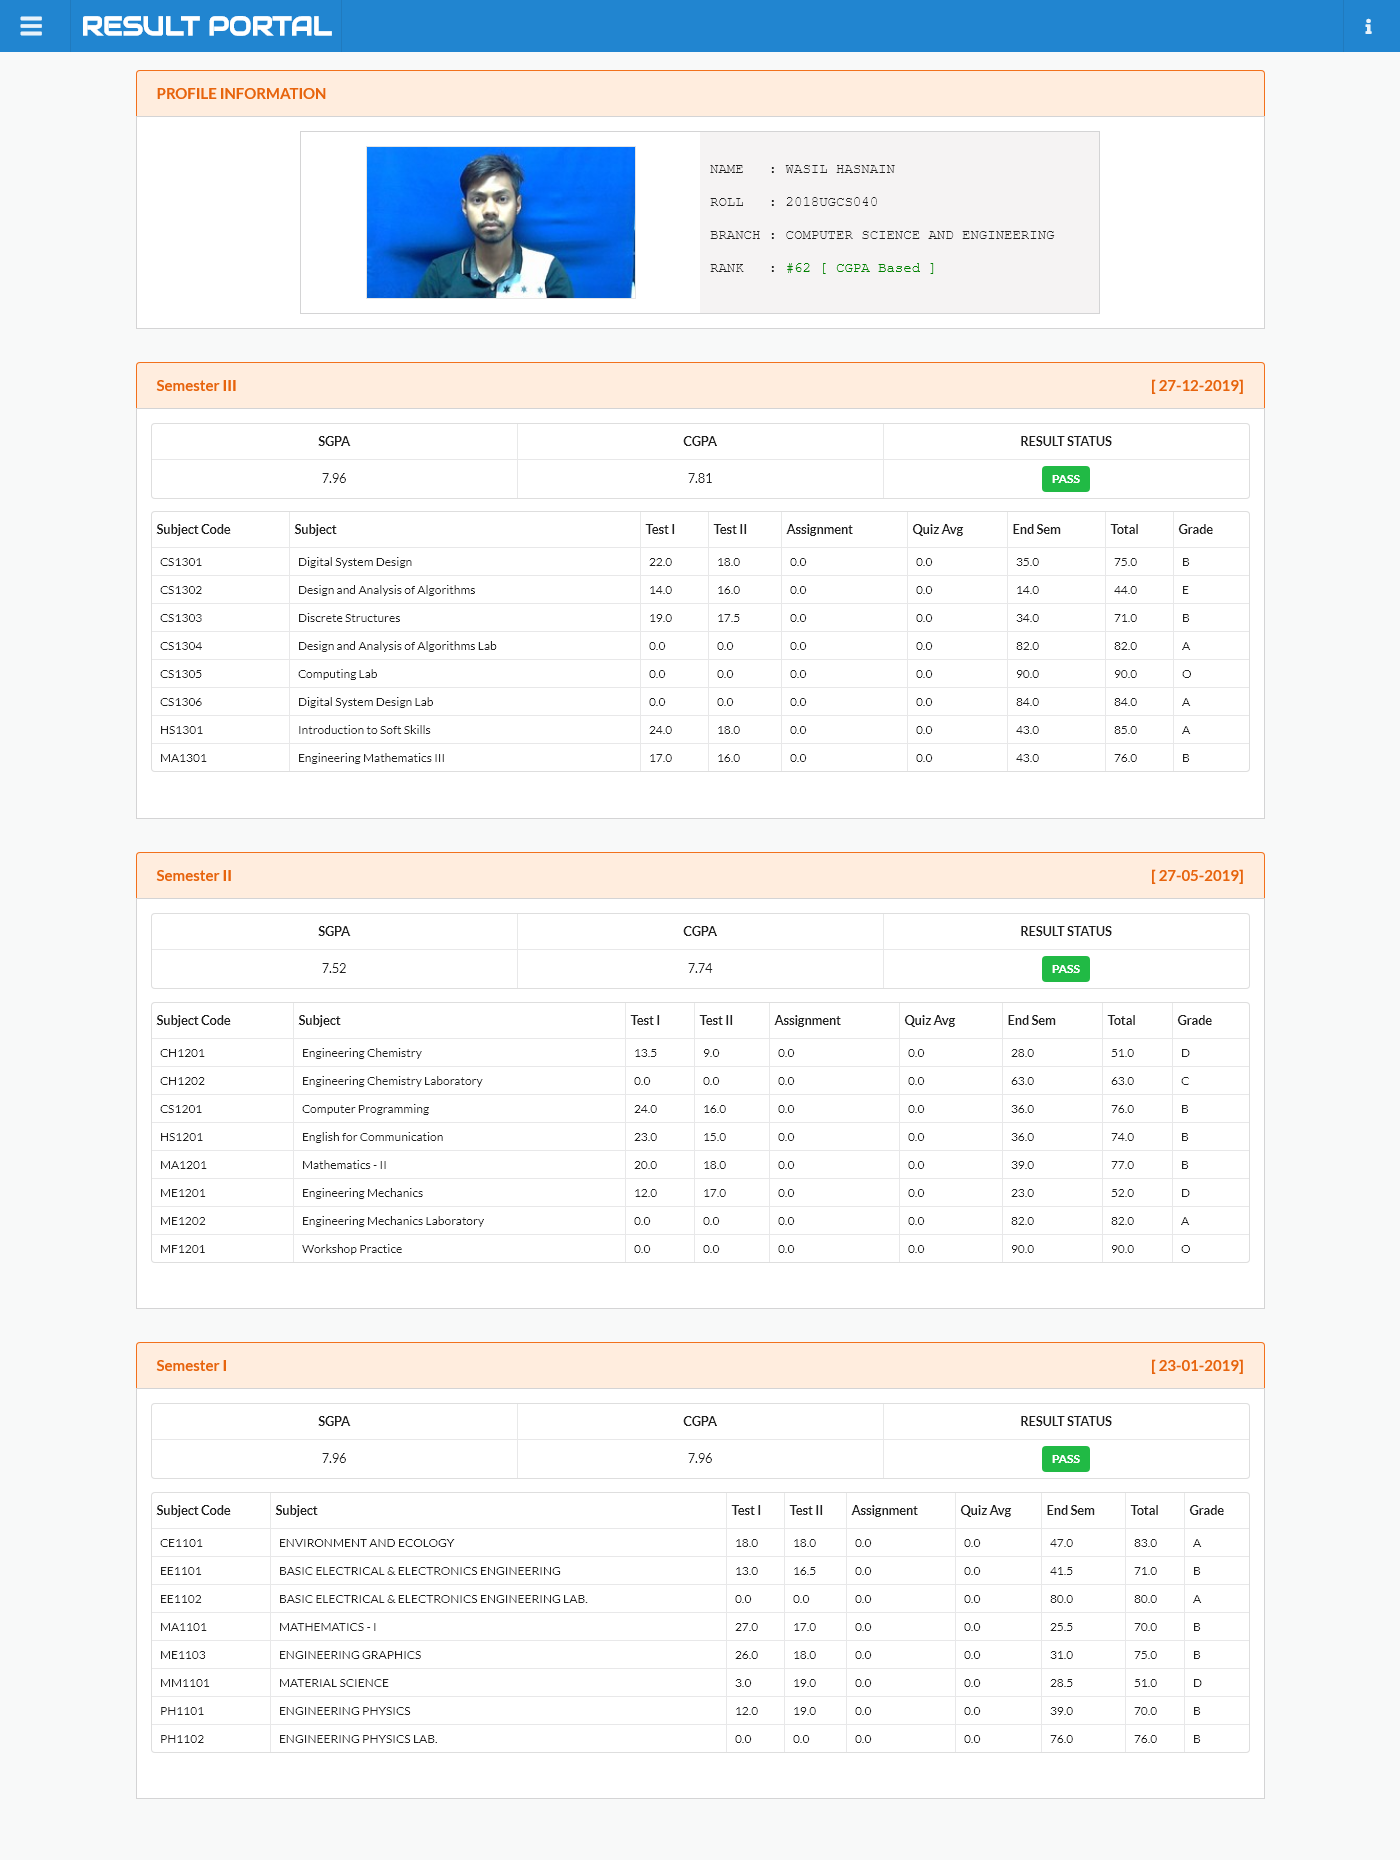 RESULT PORTAL
PROFILE INFORMATION
NAME : WASIL HASNAIN
ROLL : 2018UGCS040
BRANCH : COMPUTER SCIENCE AND ENGINEERING
RANK : #62 [ CGPA Based ]
Semester III [ 27-12-2019]
SGPA CGPA RESULT STATUS
7.96 7.81 PASS
Subject Code Subject Test I Test II Assignment Quiz Avg End Sem Total Grade
CS1301 Digital System Design 22.0 18.0 0.0 0.0 35.0 75.0 B
CS1302 Design and Analysis of Algorithms 14.0 16.0 0.0 0.0 14.0 44.0 E
CS1303 Discrete Structures 19.0 17.5 0.0 0.0 34.0 71.0 B
CS1304 Design and Analysis of Algorithms Lab 0.0 0.0 0.0 0.0 82.0 82.0 A
CS1305 Computing Lab 0.0 0.0 0.0 0.0 90.0 90.0 O
CS1306 Digital System Design Lab 0.0 0.0 0.0 0.0 84.0 84.0 A
HS1301 Introduction to Soft Skills 24.0 18.0 0.0 0.0 43.0 85.0 A
MA1301 Engineering Mathematics III 17.0 16.0 0.0 0.0 43.0 76.0 B
Semester II [ 27-05-2019]
SGPA CGPA RESULT STATUS
7.52 7.74 PASS
Subject Code Subject Test I Test II Assignment Quiz Avg End Sem Total Grade
CH1201 Engineering Chemistry 13.5 9.0 0.0 0.0 28.0 51.0 D
CH1202 Engineering Chemistry Laboratory 0.0 0.0 0.0 0.0 63.0 63.0 C
CS1201 Computer Programming 24.0 16.0 0.0 0.0 36.0 76.0 B
HS1201 English for Communication 23.0 15.0 0.0 0.0 36.0 74.0 B
MA1201 Mathematics - II 20.0 18.0 0.0 0.0 39.0 77.0 B
ME1201 Engineering Mechanics 12.0 17.0 0.0 0.0 23.0 52.0 D
ME1202 Engineering Mechanics Laboratory 0.0 0.0 0.0 0.0 82.0 82.0 A
MF1201 Workshop Practice 0.0 0.0 0.0 0.0 90.0 90.0 O
Semester I [ 23-01-2019]
SGPA CGPA RESULT STATUS
7.96 7.96 PASS
Subject Code Subject Test I Test II Assignment Quiz Avg End Sem Total Grade
CE1101 ENVIRONMENT AND ECOLOGY 18.0 18.0 0.0 0.0 47.0 83.0 A
EE1101 BASIC ELECTRICAL & ELECTRONICS ENGINEERING 13.0 16.5 0.0 0.0 41.5 71.0 B
EE1102 BASIC ELECTRICAL & ELECTRONICS ENGINEERING LAB. 0.0 0.0 0.0 0.0 80.0 80.0 A
MA1101 MATHEMATICS - I 27.0 17.0 0.0 0.0 25.5 70.0 B
ME1103 ENGINEERING GRAPHICS 26.0 18.0 0.0 0.0 31.0 75.0 B
MM1101 MATERIAL SCIENCE 3.0 19.0 0.0 0.0 28.5 51.0 D
PH1101 ENGINEERING PHYSICS 12.0 19.0 0.0 0.0 39.0 70.0 B
PH1102 ENGINEERING PHYSICS LAB. 0.0 0.0 0.0 0.0 76.0 76.0 B